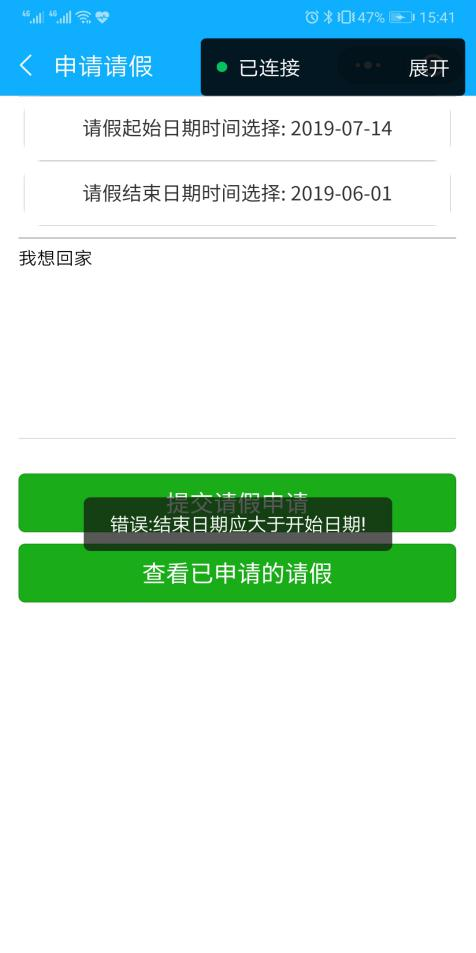 4G 4G 47% 15:41
申请请假
已连接 展开
请假起始日期时间选择: 2019-07-14
请假结束日期时间选择: 2019-06-01
我想回家
提交请假申请
错误:结束日期应大于开始日期!
查看已申请的请假